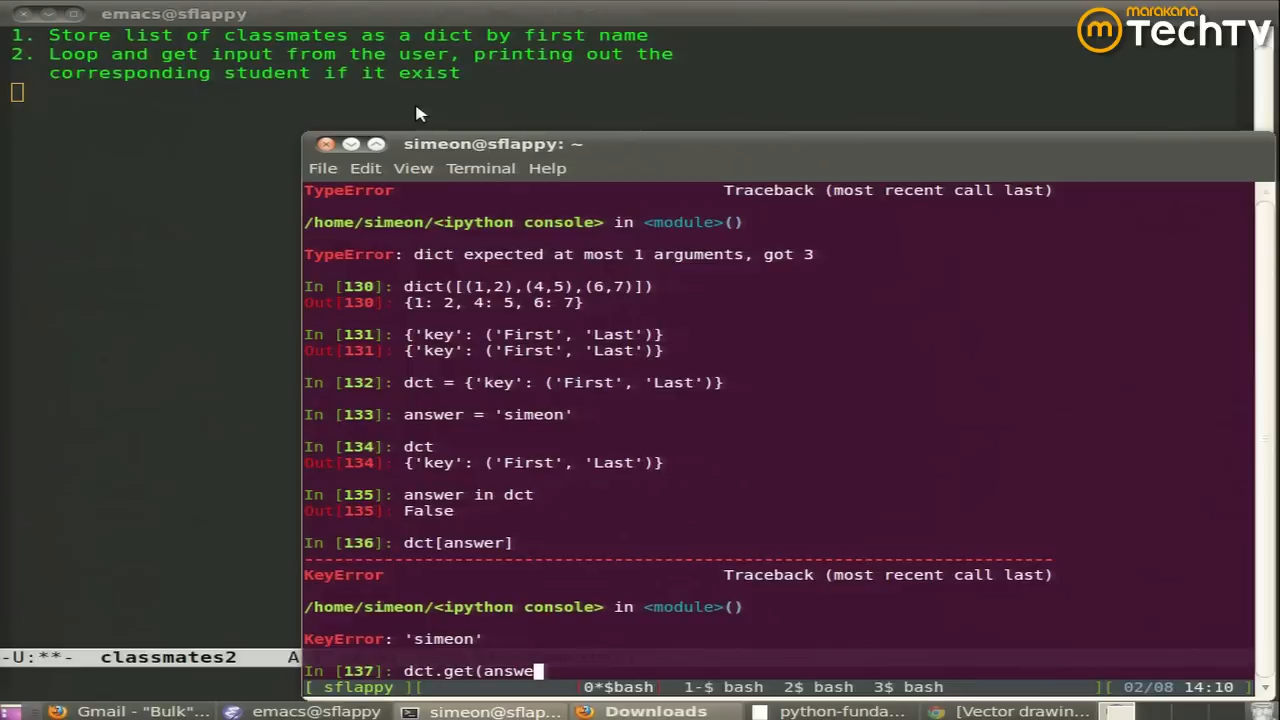 emacs@sflappy
marakana
TechTV
1. Store list of classmates as a dict by first name
2. Loop and get input from the user, printing out the
corresponding student if it exist
simeon@sflappy: ~
File Edit View Terminal Help
TypeError Traceback (most recent call last)
/home/simeon/<ipython console> in <module>()
TypeError: dict expected at most 1 arguments, got 3
In [130]: dict([(1,2),(4,5),(6,7)])
Out[130]: {1: 2, 4: 5, 6: 7}
In [131]: {'key': ('First', 'Last')}
Out[131]: {'key': ('First', 'Last')}
In [132]: dct = {'key': ('First', 'Last')}
In [133]: answer = 'simeon'
In [134]: dct
Out[134]: {'key': ('First', 'Last')}
In [135]: answer in dct
Out[135]: False
In [136]: dct[answer]
---------------------------------------------------------------------------
KeyError Traceback (most recent call last)
/home/simeon/<ipython console> in <module>()
KeyError: 'simeon'
In [137]: dct.get(answe
-U:**- classmates2 A
[ sflappy ][ 0*$bash 1-$ bash 2$ bash 3$ bash ][ 02/08 14:10 ]
Gmail - "Bulk"... emacs@sflappy simeon@sflap... Downloads python-funda... [Vector drawin...